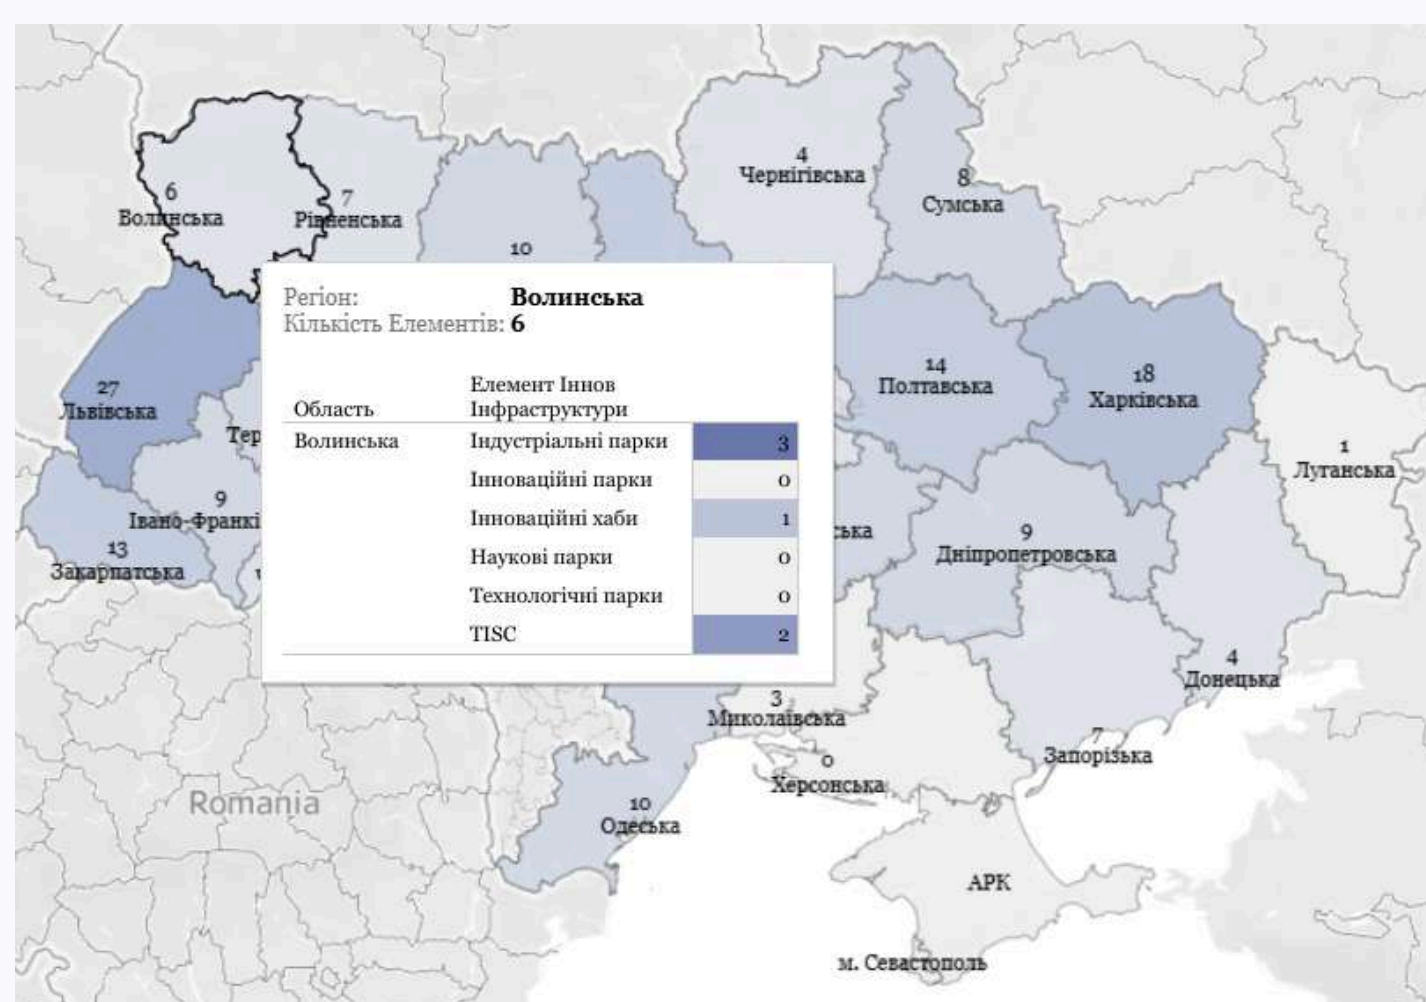 4
Чернігівська
8
Сумська
6
Волинська
7
Рівненська
10
27
Львівська
14
Полтавська
18
Харківська
1
Луганська
Тер
9
Івано-Франкі
13
Закарпатська
ська
9
Дніпропетровська
4
Донецька
7
Запорізька
3
Миколаївська
0
Херсонська
10
Одеська
Romania
АРК
м. Севастополь
Регіон: Волинська
Кількість Елементів: 6
Елемент Іннов
Область Інфраструктури
Волинська Індустріальні парки 3
Інноваційні парки 0
Інноваційні хаби 1
Наукові парки 0
Технологічні парки 0
TISC 2